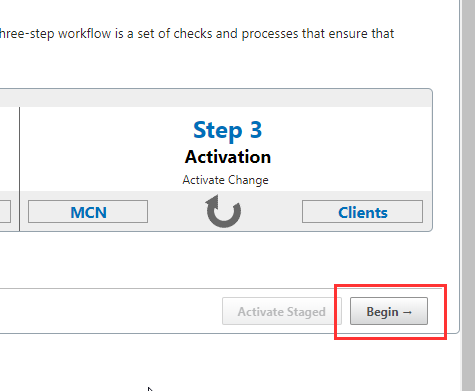 hree-step workflow is a set of checks and processes that ensure that
Step 3
Activation
Activate Change
MCN
Clients
Activate Staged
Begin →